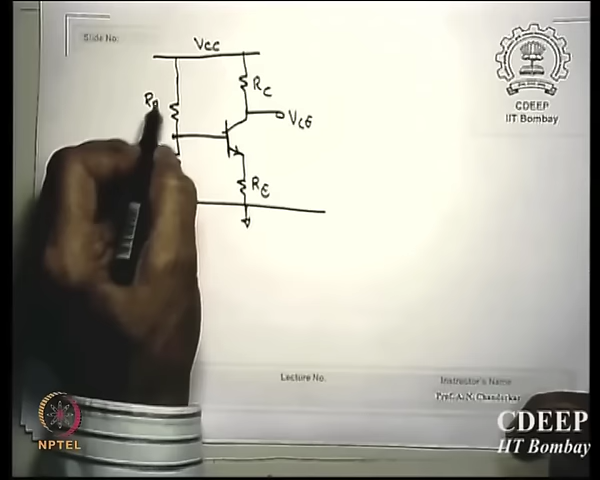 Slide No.
VCC
RC
VCE
RE
CDEEP
IIT Bombay
Lecture No.
Instructor's Name
Prof. A. N. Chandorkar
NPTEL
CDEEP
IIT Bombay